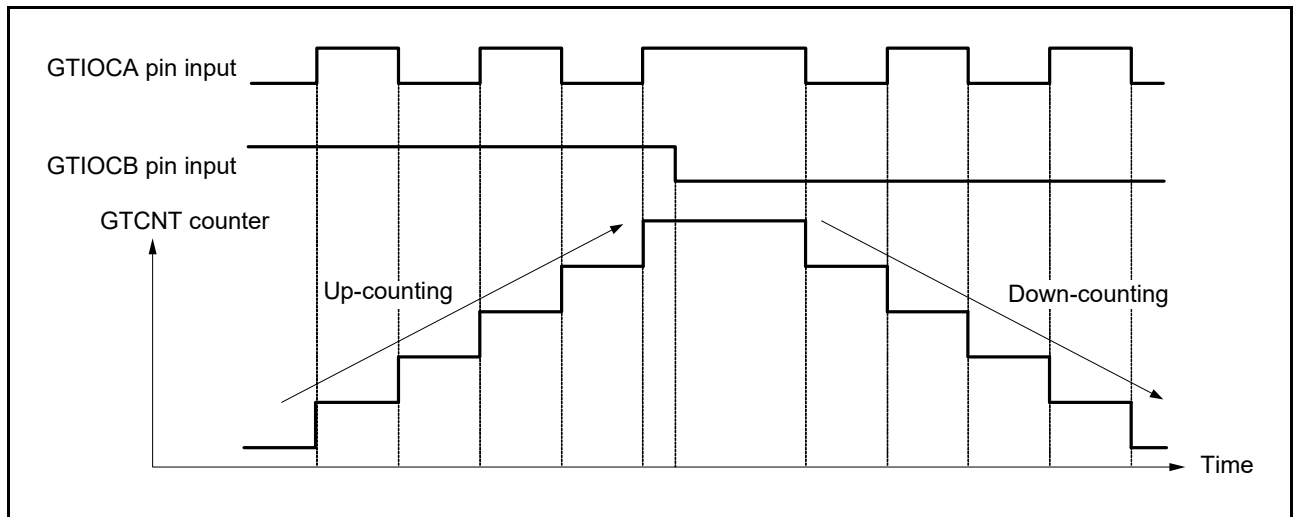 GTIOCA pin input
GTIOCB pin input
GTCNT counter
Up-counting
Down-counting
Time